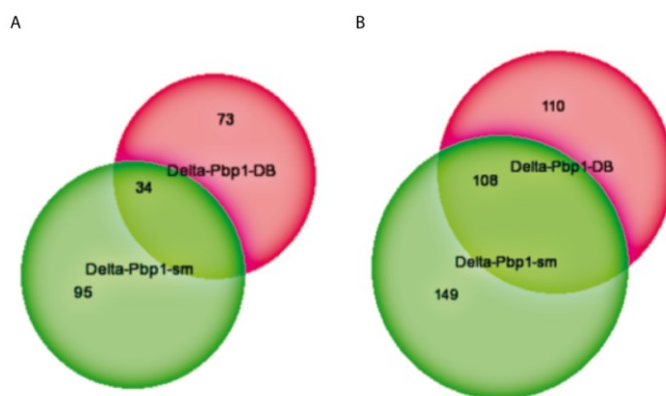 A
73
Delta-Pbp1-DB
34
Delta-Pbp1-sm
95
B
110
Delta-Pbp1-DB
108
Delta-Pbp1-sm
149